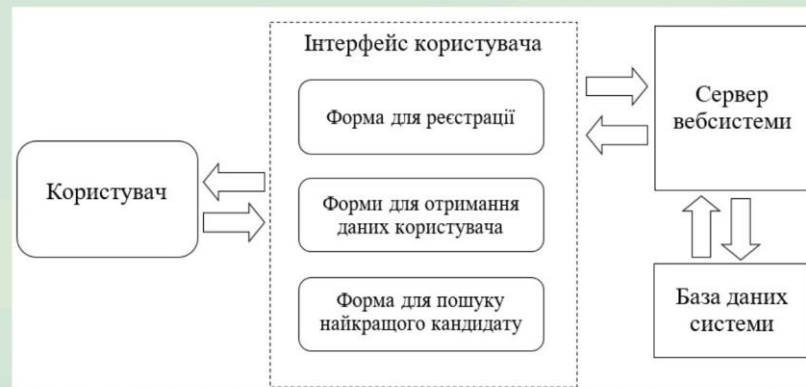 Інтерфейс користувача
Форма для реєстрації
Форми для отримання
даних користувача
Форма для пошуку
найкращого кандидату
Користувач
Сервер
вебсистеми
База даних
системи